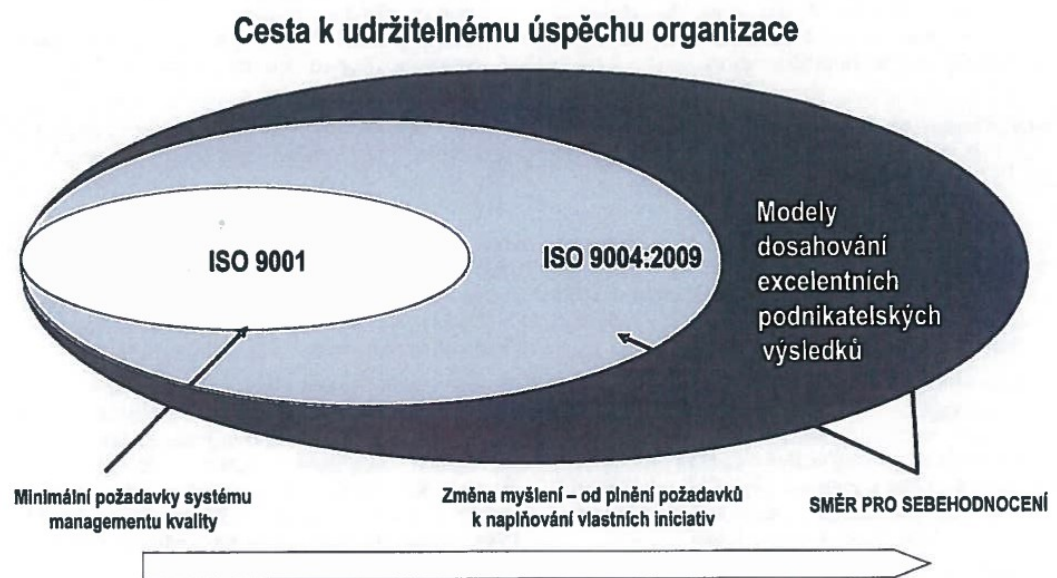 Cesta k udržitelnému úspěchu organizace
ISO 9001
ISO 9004:2009
Modely
dosahování
excelentních
podnikatelských
výsledků
Minimální požadavky systému
managementu kvality
Změna myšlení – od plnění požadavků
k naplňování vlastních iniciativ
SMĚR PRO SEBEHODNOCENÍ